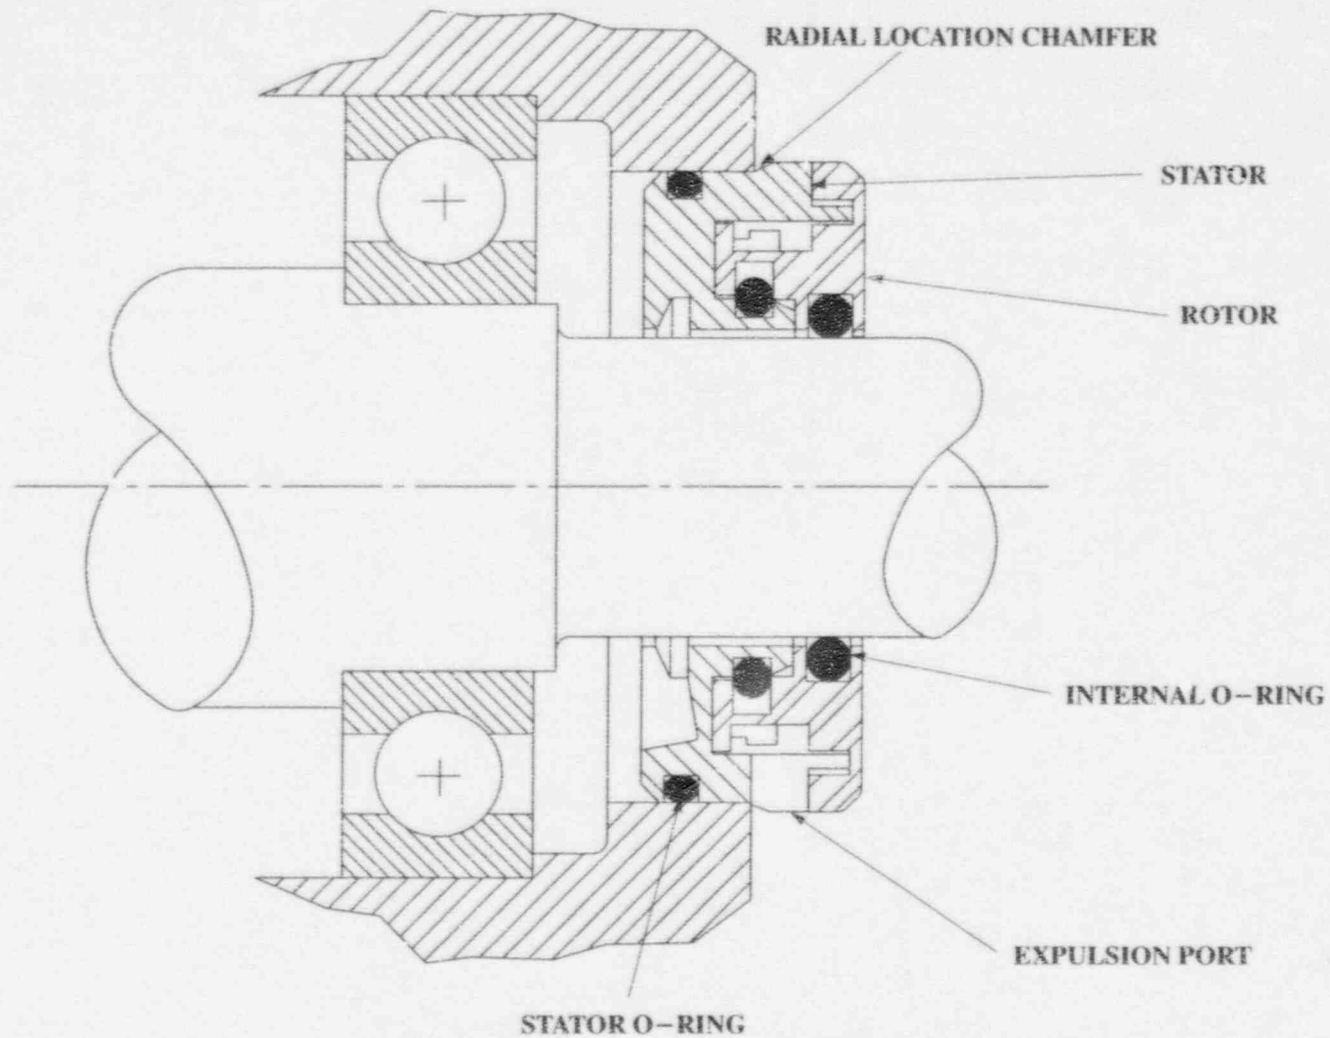 RADIAL LOCATION CHAMFER
STATOR
ROTOR
INTERNAL O-RING
EXPULSION PORT
STATOR O-RING